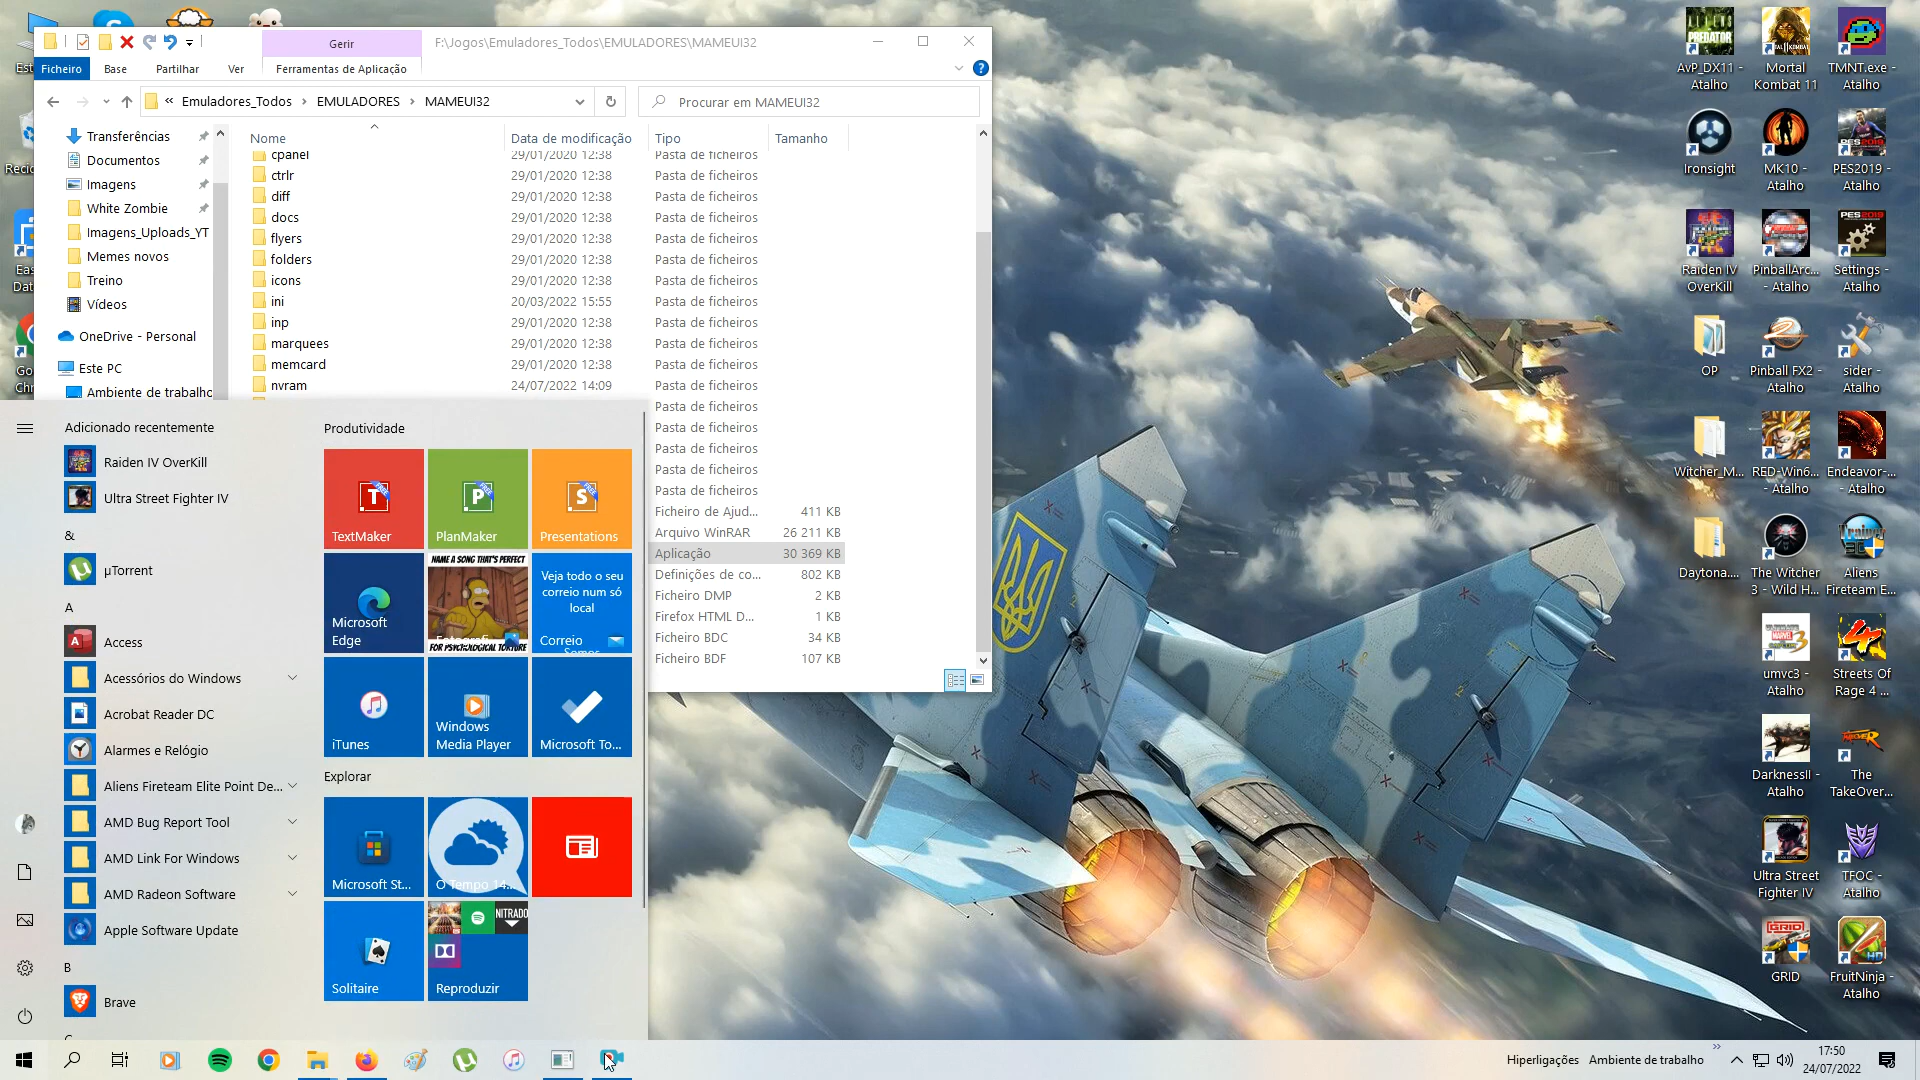 Gerir
F:\Jogos\Emuladores_Todos\EMULADORES\MAMEUI32
Ficheiro
Base
Partilhar
Ver
Ferramentas de Aplicação
« Emuladores_Todos > EMULADORES > MAMEUI32
Procurar em MAMEUI32
Transferências
Documentos
Imagens
White Zombie
Imagens_Uploads_YT
Memes novos
Treino
Vídeos
OneDrive - Personal
Este PC
Ambiente de trabalho
Nome
Data de modificação
Tipo
Tamanho
cpanel 29/01/2020 12:38 Pasta de ficheiros
ctrlr 29/01/2020 12:38 Pasta de ficheiros
diff 29/01/2020 12:38 Pasta de ficheiros
docs 29/01/2020 12:38 Pasta de ficheiros
flyers 29/01/2020 12:38 Pasta de ficheiros
folders 29/01/2020 12:38 Pasta de ficheiros
icons 29/01/2020 12:38 Pasta de ficheiros
ini 20/03/2022 15:55 Pasta de ficheiros
inp 29/01/2020 12:38 Pasta de ficheiros
marquees 29/01/2020 12:38 Pasta de ficheiros
memcard 29/01/2020 12:38 Pasta de ficheiros
nvram 24/07/2022 14:09 Pasta de ficheiros
Pasta de ficheiros
Pasta de ficheiros
Pasta de ficheiros
Pasta de ficheiros
Pasta de ficheiros
Ficheiro de Ajud... 411 KB
Arquivo WinRAR 26 211 KB
Aplicação 30 369 KB
Definições de co... 802 KB
Ficheiro DMP 2 KB
Firefox HTML D... 1 KB
Ficheiro BDC 34 KB
Ficheiro BDF 107 KB
Adicionado recentemente
Raiden IV OverKill
Ultra Street Fighter IV
&
µTorrent
A
Access
Acessórios do Windows
Acrobat Reader DC
Alarmes e Relógio
Aliens Fireteam Elite Point De...
AMD Bug Report Tool
AMD Link For Windows
AMD Radeon Software
Apple Software Update
B
Brave
Produtividade
TextMaker
PlanMaker
Presentations
Microsoft
Edge
NAME A SONG THAT'S PERFECT
FOR PSYCHOLOGICAL TORTURE
Veja todo o seu
correio num só
local
Correio
iTunes
Windows
Media Player
Microsoft To...
Explorar
Microsoft St...
O Tempo 14...
Solitaire
NITRADO
Reproduzir
AvP_DX11 -
Atalho
Mortal
Kombat 11
TMNT.exe -
Atalho
Ironsight
MK10 -
Atalho
PES2019 -
Atalho
Raiden IV
OverKill
PinballArc...
- Atalho
Settings -
Atalho
OP
Pinball FX2 -
Atalho
sider -
Atalho
Witcher_M...
RED-Win6...
- Atalho
Endeavor-...
- Atalho
Daytona....
The Witcher
3 - Wild H...
Aliens
Fireteam E...
umvc3 -
Atalho
Streets Of
Rage 4 ...
DarknessII -
Atalho
The
TakeOver...
Ultra Street
Fighter IV
TFOC -
Atalho
GRID
FruitNinja -
Atalho
Hiperligações
Ambiente de trabalho
17:50
24/07/2022